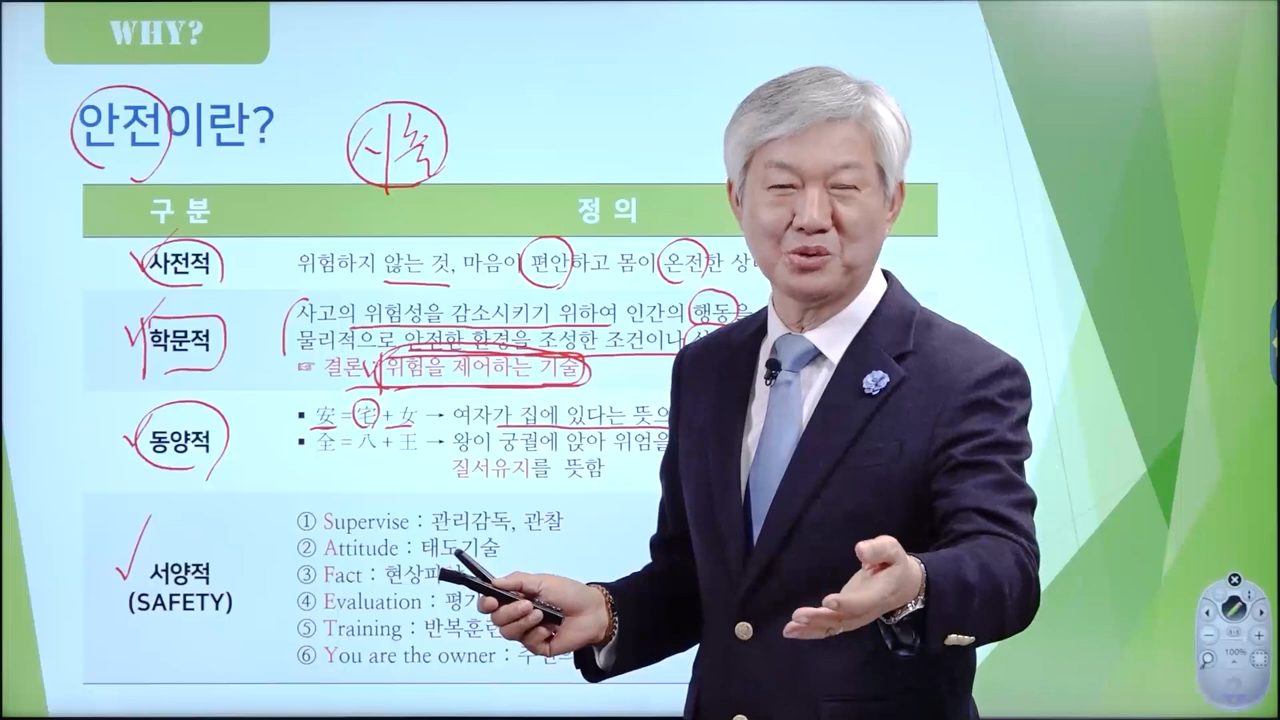 WHY?
안전이란?
시녹
구 분 정 의
사전적
위험하지 않는 것, 마음이 편안하고 몸이 온전한
학문적
사고의 위험성을 감소시키기 위하여 인간의 행동을
물리적으로 안전한 환경을 조성한 조건이나
☞ 결론 : 위험을 제어하는 기술
동양적
▪ 安 = 宅 + 女 → 여자가 집에 있다는 뜻으
▪ 全 = 八 + 王 → 왕이 궁궐에 앉아 위엄을
질서유지를 뜻함
서양적
(SAFETY)
① Supervise : 관리감독, 관찰
② Attitude : 태도기술
③ Fact : 현상파
④ Evaluation : 평가
⑤ Training : 반복훈련
⑥ You are the owner :
100%